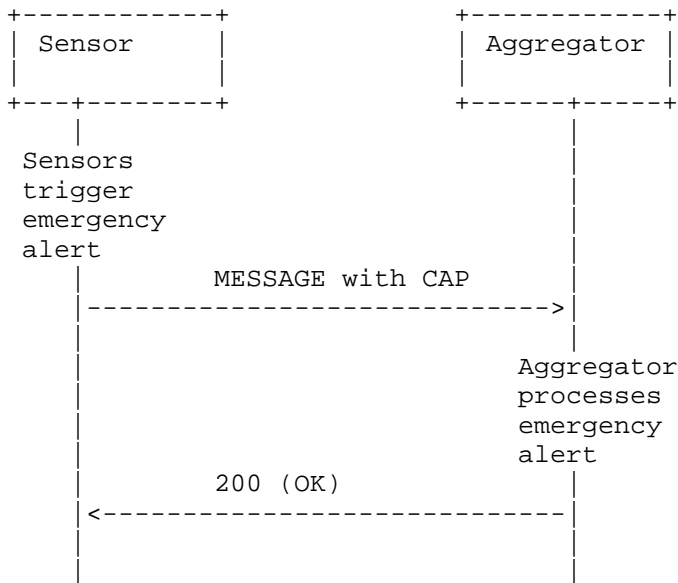 Sensor
Aggregator
Sensors
trigger
emergency
alert
MESSAGE with CAP
Aggregator
processes
emergency
alert
200 (OK)